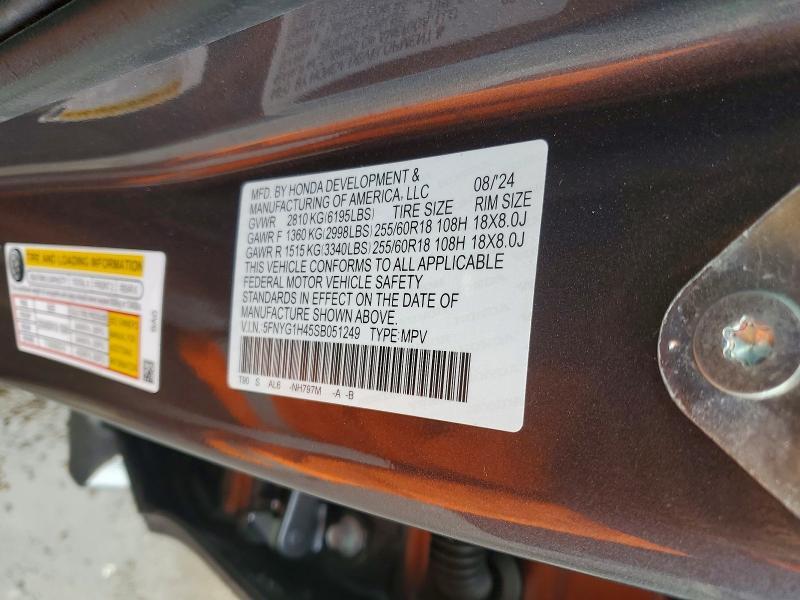 MFD. BY HONDA DEVELOPMENT &
MANUFACTURING OF AMERICA, LLC 08/'24
GVWR 2810 KG(6195LBS) TIRE SIZE RIM SIZE
GAWR F 1360 KG(2998LBS) 255/60R18 108H 18X8.0J
GAWR R 1515 KG(3340LBS) 255/60R18 108H 18X8.0J
THIS VEHICLE CONFORMS TO ALL APPLICABLE
FEDERAL MOTOR VEHICLE SAFETY
STANDARDS IN EFFECT ON THE DATE OF
MANUFACTURE SHOWN ABOVE.
V.I.N.: 5FNYG1H45SB051249 TYPE:MPV
T90 S AL6 -NH797M -A -B
TIRE AND LOADING INFORMATION